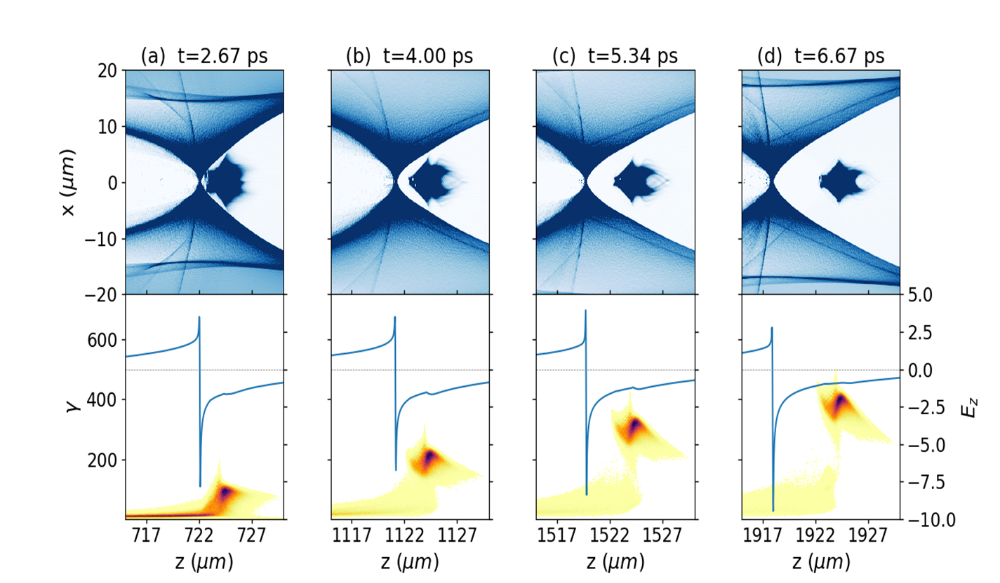 (a) t=2.67 ps (b) t=4.00 ps (c) t=5.34 ps (d) t=6.67 ps
20
10
0
−10
−20
x (μm)
5.0
2.5
0.0
−2.5
−5.0
−7.5
−10.0
E_z
600
400
200
γ
717 722 727 1117 1122 1127 1517 1522 1527 1917 1922 1927
z (μm) z (μm) z (μm) z (μm)